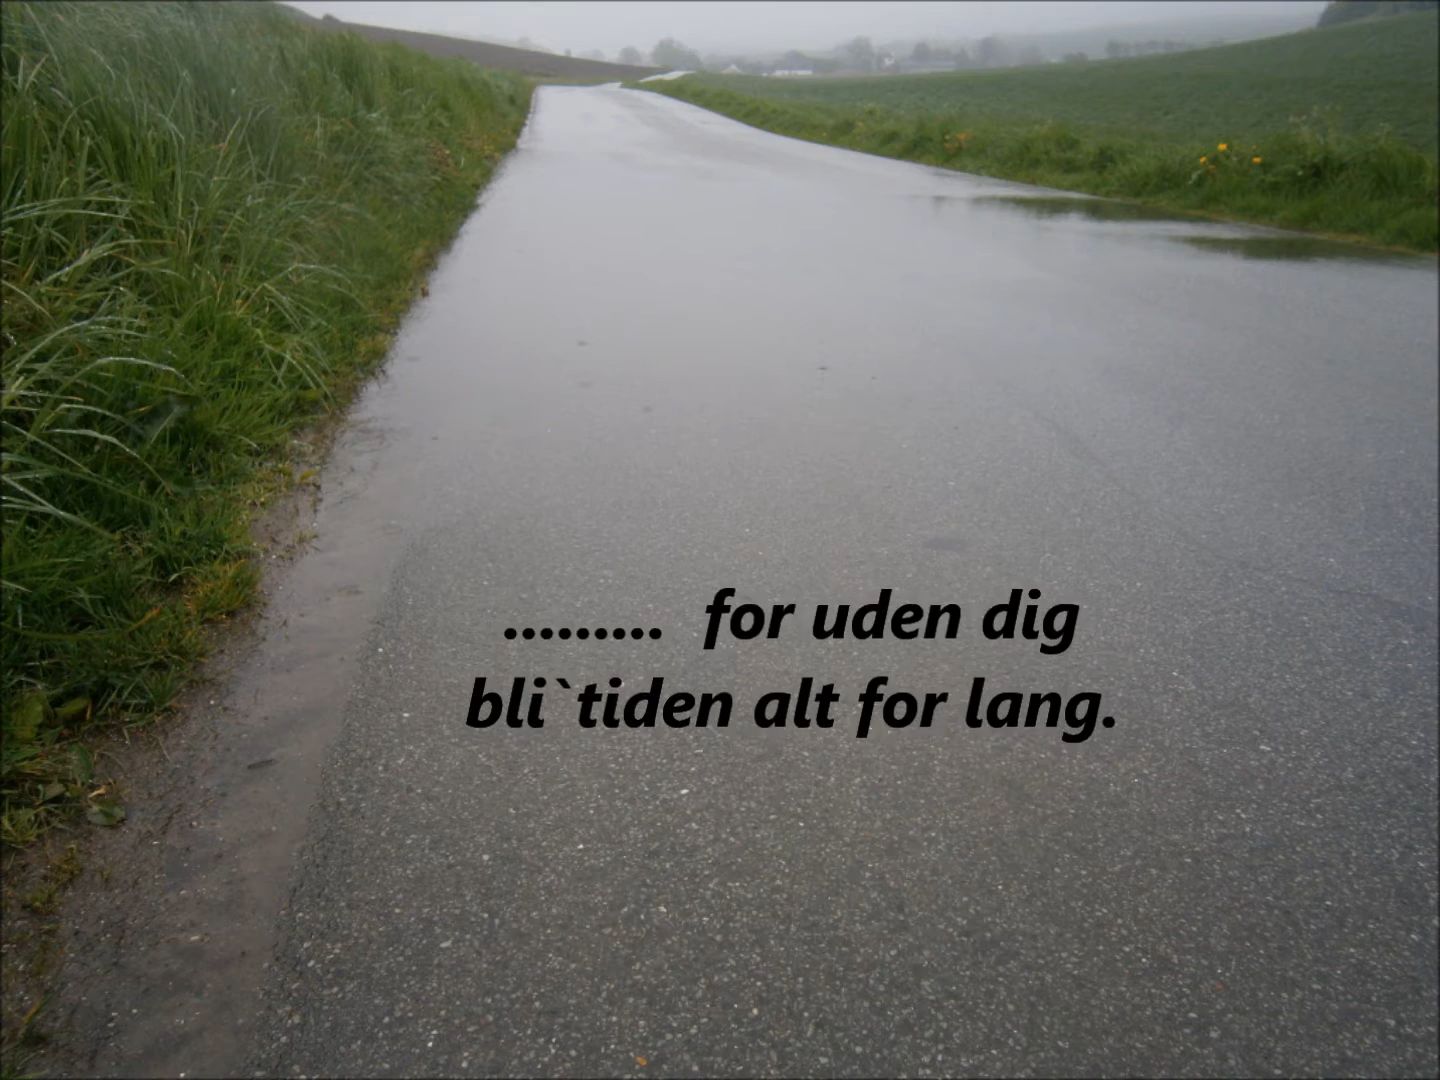 ......... for uden dig
bli`tiden alt for lang.